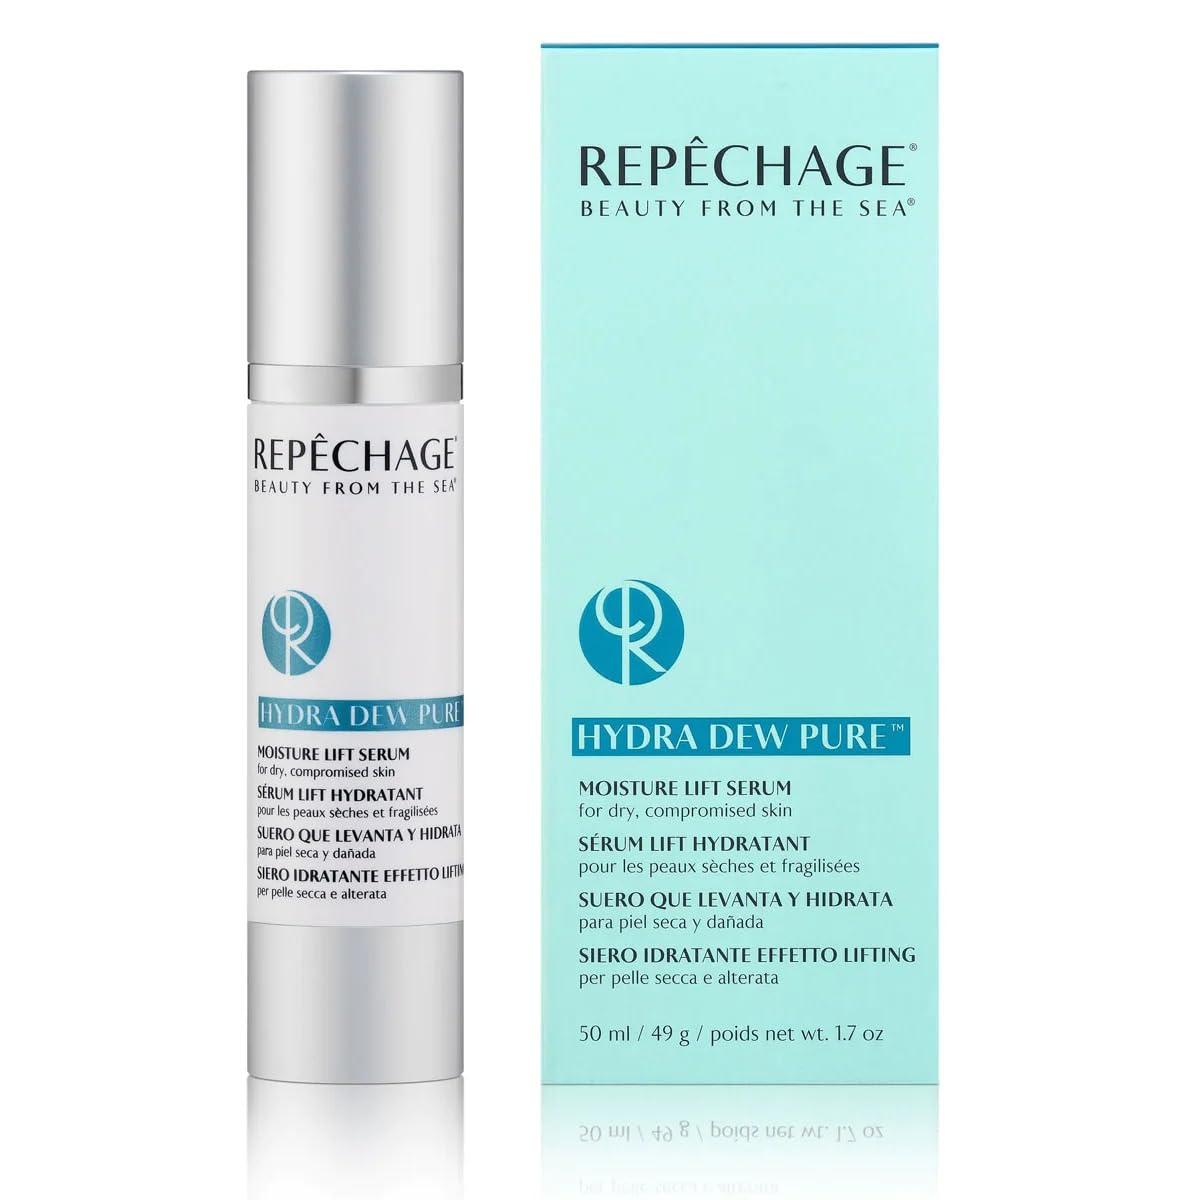 REPÊCHAGE®
BEAUTY FROM THE SEA®
HYDRA DEW PURE™
MOISTURE LIFT SERUM
for dry, compromised skin
SÉRUM LIFT HYDRATANT
pour les peaux sèches et fragilisées
SUERO QUE LEVANTA Y HIDRATA
para piel seca y dañada
SIERO IDRATANTE EFFETTO LIFTING
per pelle secca e alterata
REPÊCHAGE®
BEAUTY FROM THE SEA®
HYDRA DEW PURE™
MOISTURE LIFT SERUM
for dry, compromised skin
SÉRUM LIFT HYDRATANT
pour les peaux sèches et fragilisées
SUERO QUE LEVANTA Y HIDRATA
para piel seca y dañada
SIERO IDRATANTE EFFETTO LIFTING
per pelle secca e alterata
50 ml / 49 g / poids net wt. 1.7 oz